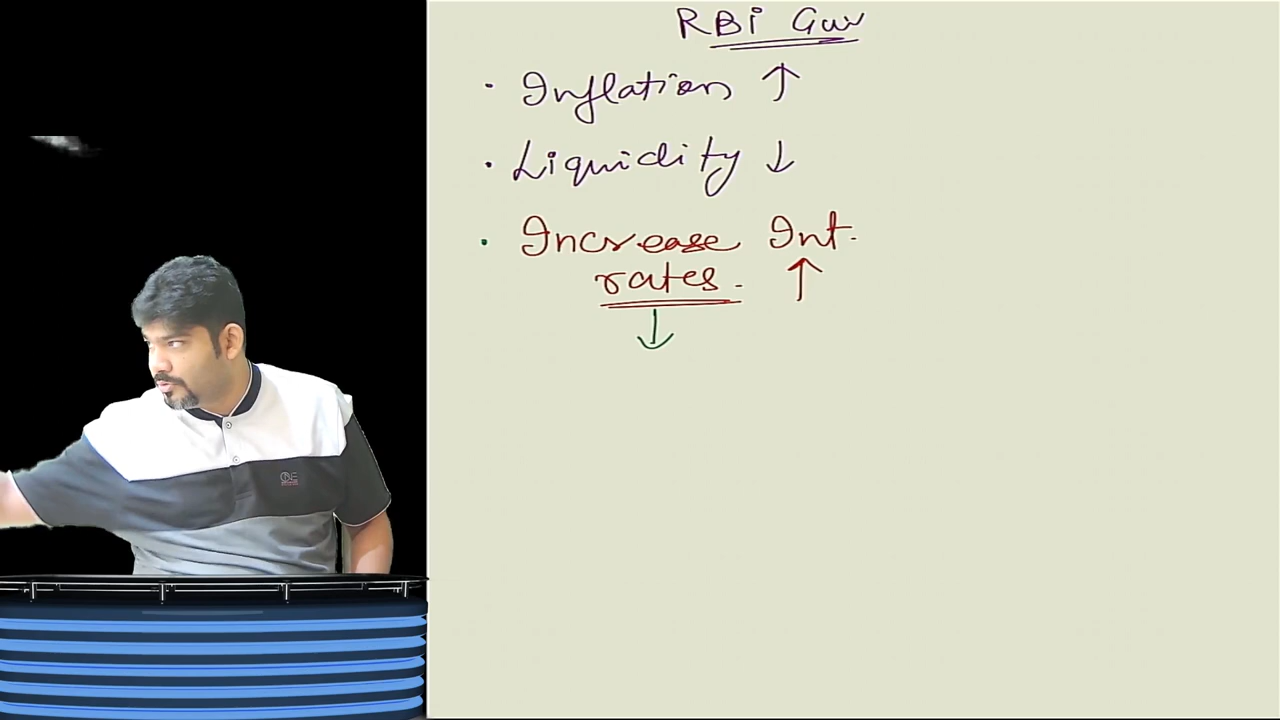 RBI Gov
• Inflation ↑
• Liquidity ↓
• Increase Int.
rates. ↑
↓